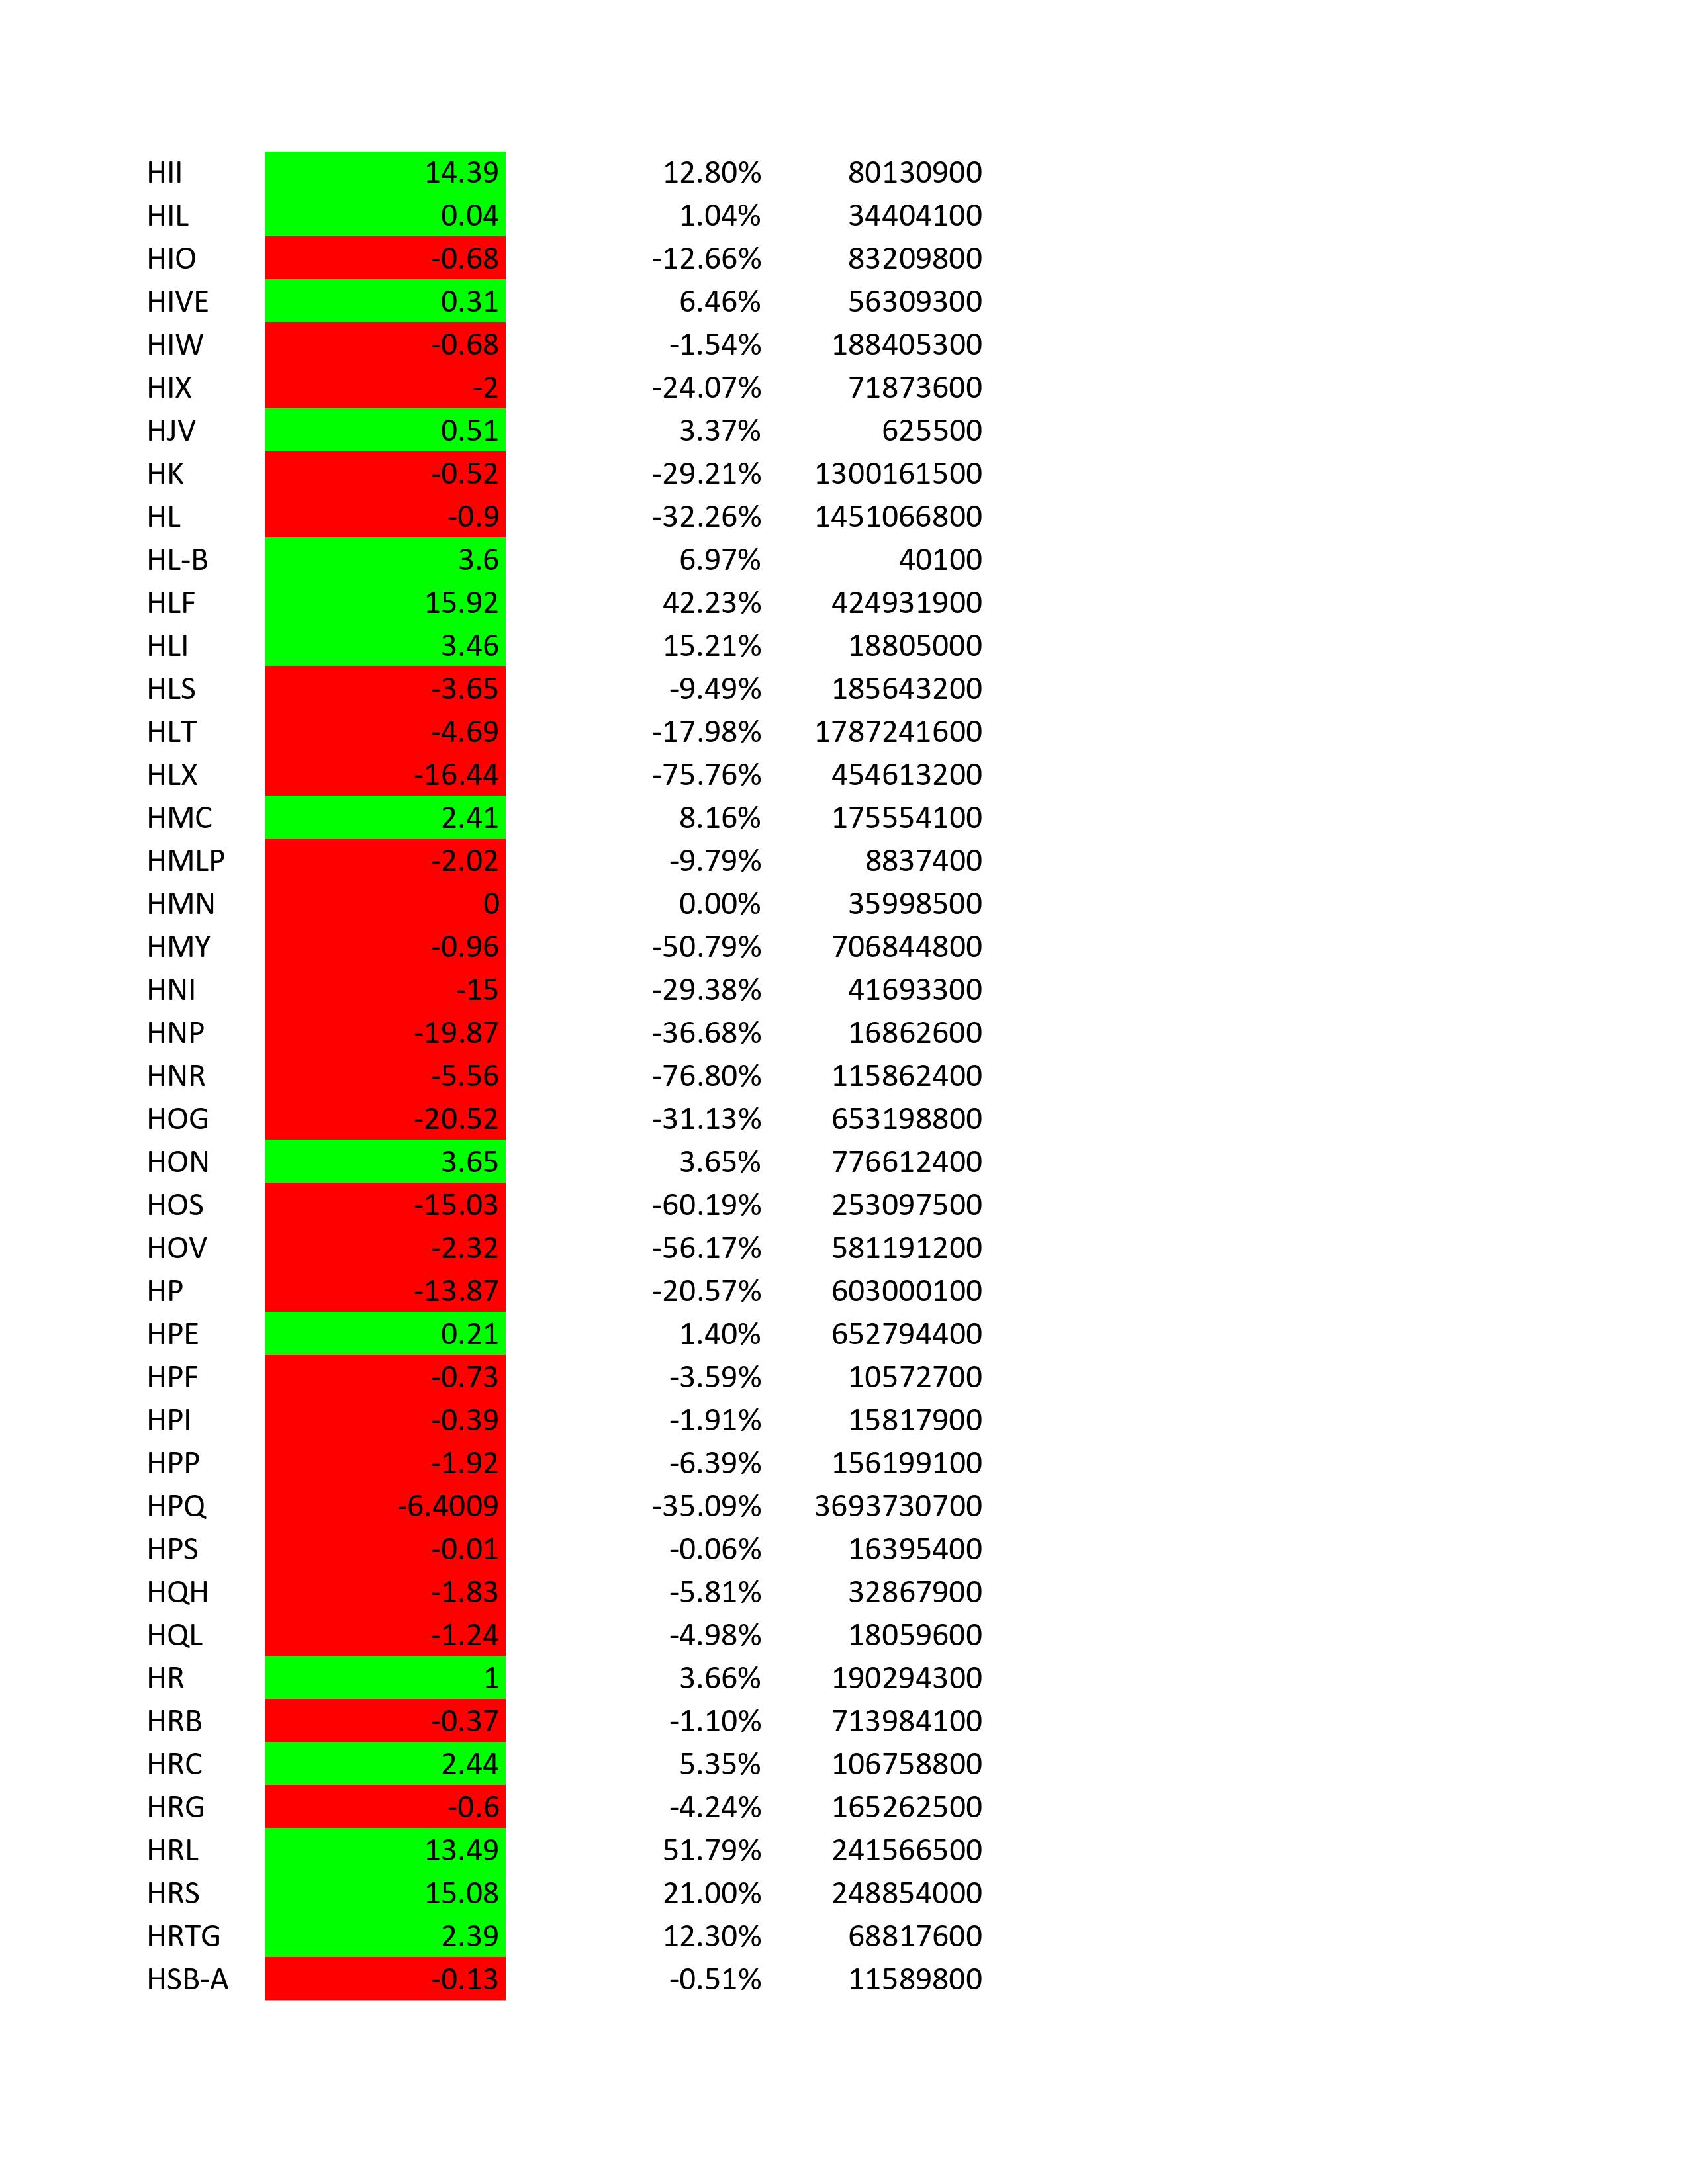 HII 14.39 12.80% 80130900
HIL 0.04 1.04% 34404100
HIO -0.68 -12.66% 83209800
HIVE 0.31 6.46% 56309300
HIW -0.68 -1.54% 188405300
HIX -2 -24.07% 71873600
HJV 0.51 3.37% 625500
HK -0.52 -29.21% 1300161500
HL -0.9 -32.26% 1451066800
HL-B 3.6 6.97% 40100
HLF 15.92 42.23% 424931900
HLI 3.46 15.21% 18805000
HLS -3.65 -9.49% 185643200
HLT -4.69 -17.98% 1787241600
HLX -16.44 -75.76% 454613200
HMC 2.41 8.16% 175554100
HMLP -2.02 -9.79% 8837400
HMN 0 0.00% 35998500
HMY -0.96 -50.79% 706844800
HNI -15 -29.38% 41693300
HNP -19.87 -36.68% 16862600
HNR -5.56 -76.80% 115862400
HOG -20.52 -31.13% 653198800
HON 3.65 3.65% 776612400
HOS -15.03 -60.19% 253097500
HOV -2.32 -56.17% 581191200
HP -13.87 -20.57% 603000100
HPE 0.21 1.40% 652794400
HPF -0.73 -3.59% 10572700
HPI -0.39 -1.91% 15817900
HPP -1.92 -6.39% 156199100
HPQ -6.4009 -35.09% 3693730700
HPS -0.01 -0.06% 16395400
HQH -1.83 -5.81% 32867900
HQL -1.24 -4.98% 18059600
HR 1 3.66% 190294300
HRB -0.37 -1.10% 713984100
HRC 2.44 5.35% 106758800
HRG -0.6 -4.24% 165262500
HRL 13.49 51.79% 241566500
HRS 15.08 21.00% 248854000
HRTG 2.39 12.30% 68817600
HSB-A -0.13 -0.51% 11589800